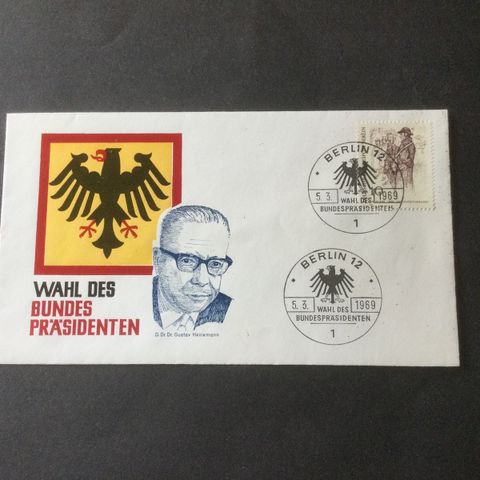 WAHL DES
BUNDES
PRÄSIDENTEN
D. Dr. Dr. Gustav Heinemann
BERLIN 12
5.3. 1969
WAHL DES
BUNDESPRÄSIDENTEN
1
BERLIN 12
5.3. 1969
WAHL DES
BUNDESPRÄSIDENTEN
1
10